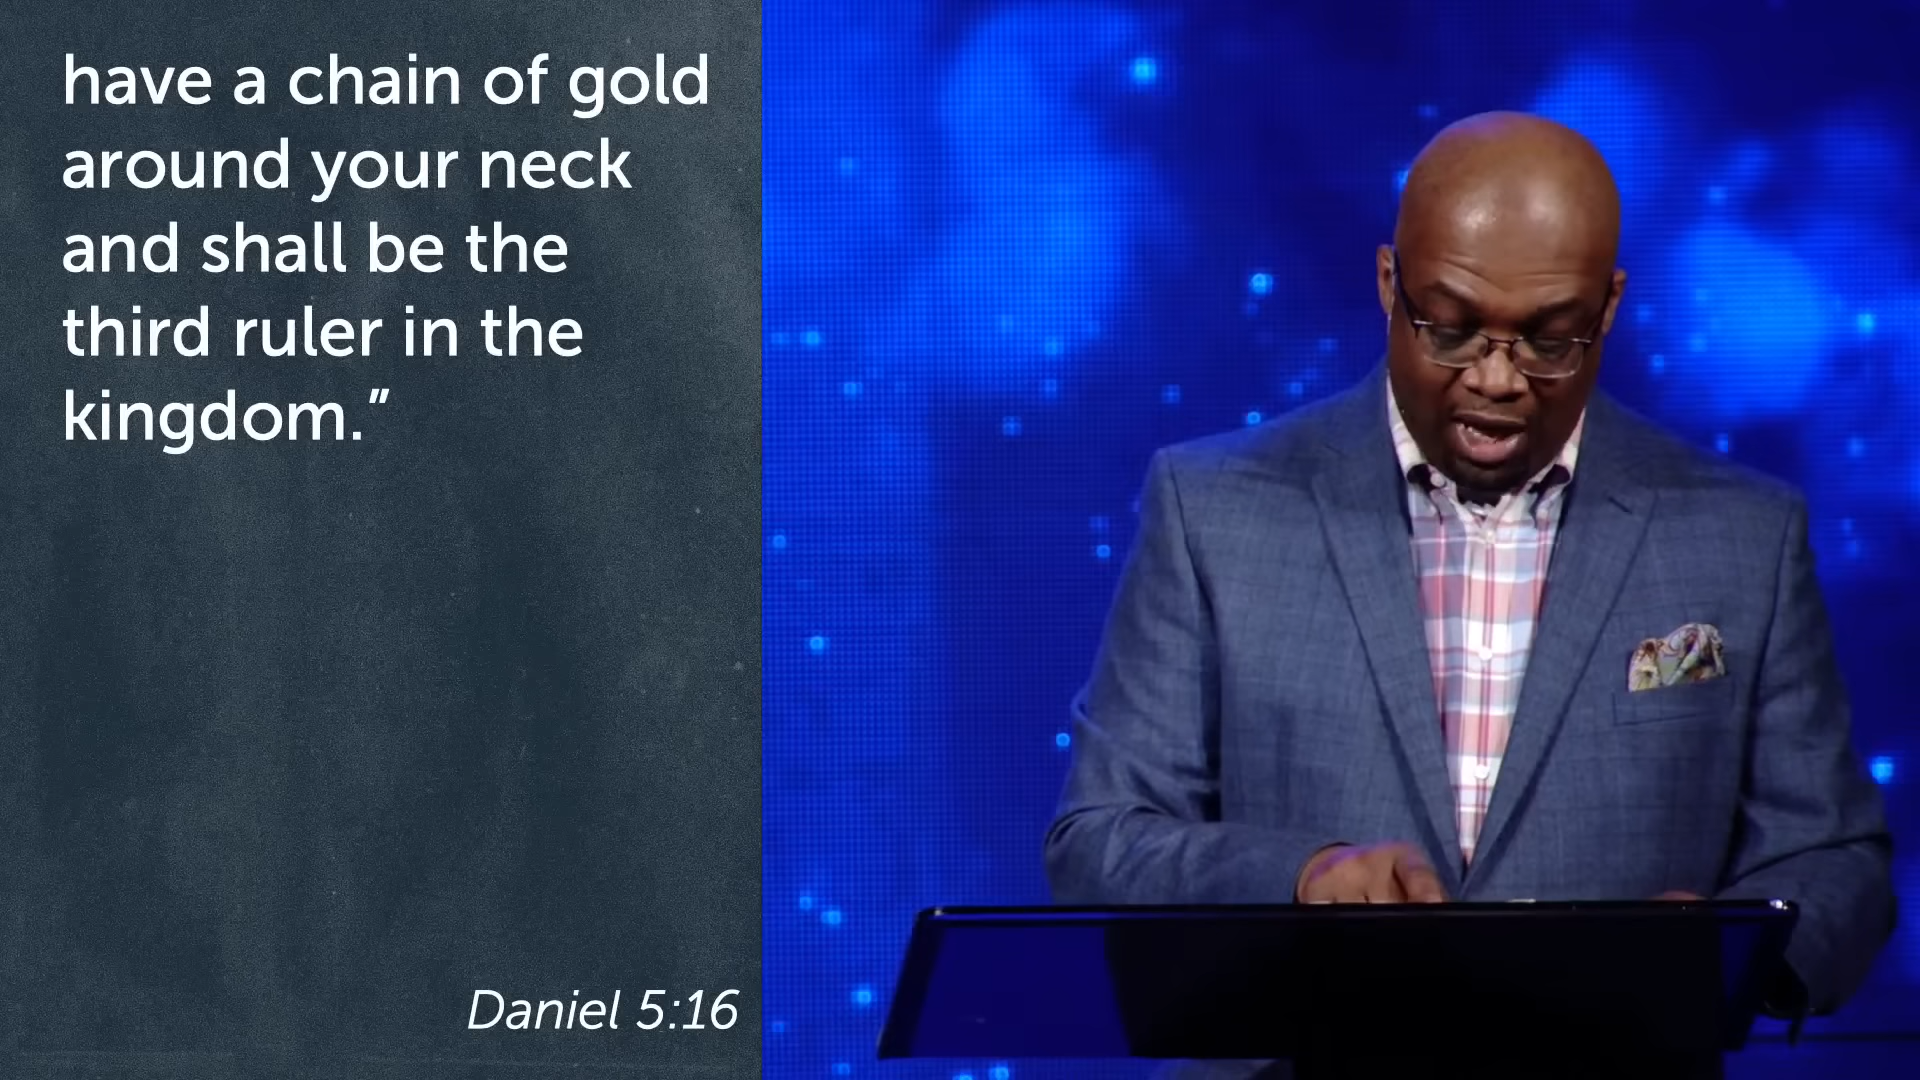 have a chain of gold
around your neck
and shall be the
third ruler in the
kingdom.”
Daniel 5:16